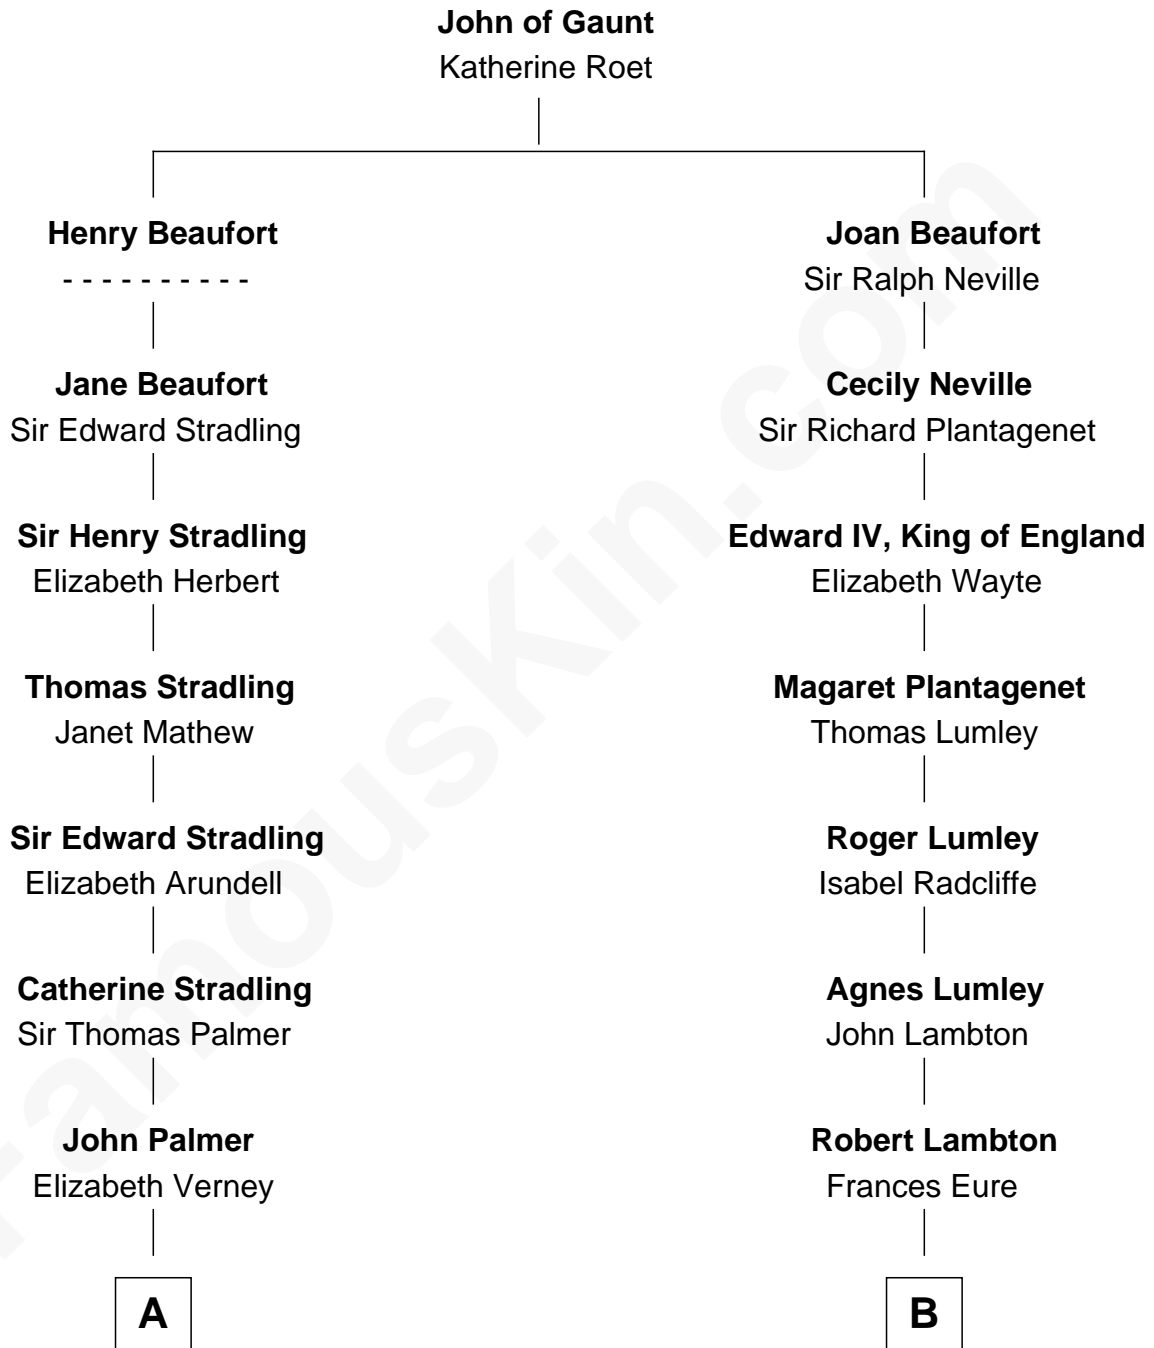 John of Gaunt
Katherine Roet
Henry Beaufort
- - - - - - - - - -
Jane Beaufort
Sir Edward Stradling
Sir Henry Stradling
Elizabeth Herbert
Thomas Stradling
Janet Mathew
Sir Edward Stradling
Elizabeth Arundell
Catherine Stradling
Sir Thomas Palmer
John Palmer
Elizabeth Verney
A
Joan Beaufort
Sir Ralph Neville
Cecily Neville
Sir Richard Plantagenet
Edward IV, King of England
Elizabeth Wayte
Magaret Plantagenet
Thomas Lumley
Roger Lumley
Isabel Radcliffe
Agnes Lumley
John Lambton
Robert Lambton
Frances Eure
B
FamousKin.com